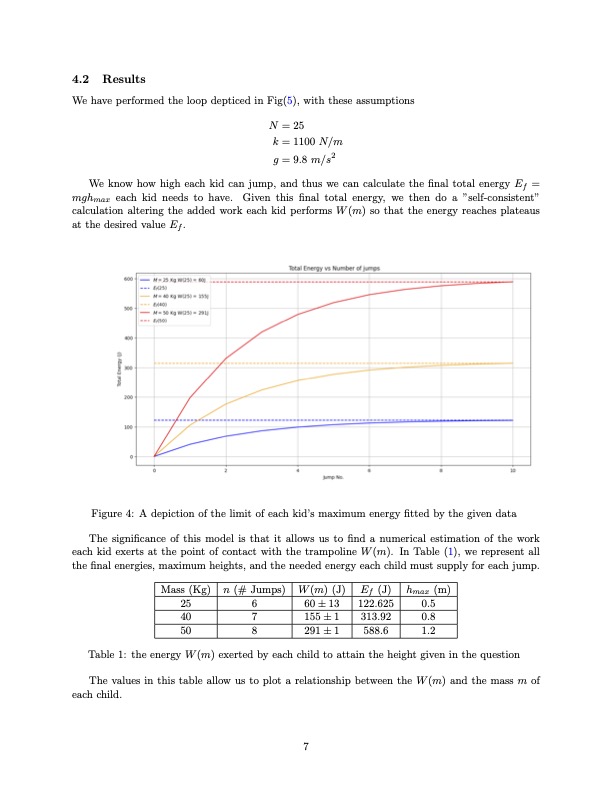 4.2 Results
We have performed the loop depticed in Fig(5), with these assumptions
N = 25
k = 1100 N/m
g = 9.8 m/s²
We know how high each kid can jump, and thus we can calculate the final total energy E_f =
mgh_max each kid needs to have. Given this final total energy, we then do a "self-consistent"
calculation altering the added work each kid performs W(m) so that the energy reaches plateaus
at the desired value E_f.
Total Energy vs Number of jumps
M = 25 Kg W(25) = 60J
E_f(25)
M = 40 Kg W(25) = 155J
E_f(40)
M = 50 Kg W(25) = 291J
E_f(50)
Total Energy (J)
600
500
400
300
200
100
0
0 2 4 6 8 10
Jump No.
Figure 4: A depiction of the limit of each kid's maximum energy fitted by the given data
The significance of this model is that it allows us to find a numerical estimation of the work
each kid exerts at the point of contact with the trampoline W(m). In Table (1), we represent all
the final energies, maximum heights, and the needed energy each child must supply for each jump.
Mass (Kg) n (# Jumps) W(m) (J) E_f (J) h_max (m)
25 6 60 ± 13 122.625 0.5
40 7 155 ± 1 313.92 0.8
50 8 291 ± 1 588.6 1.2
Table 1: the energy W(m) exerted by each child to attain the height given in the question
The values in this table allow us to plot a relationship between the W(m) and the mass m of
each child.
7